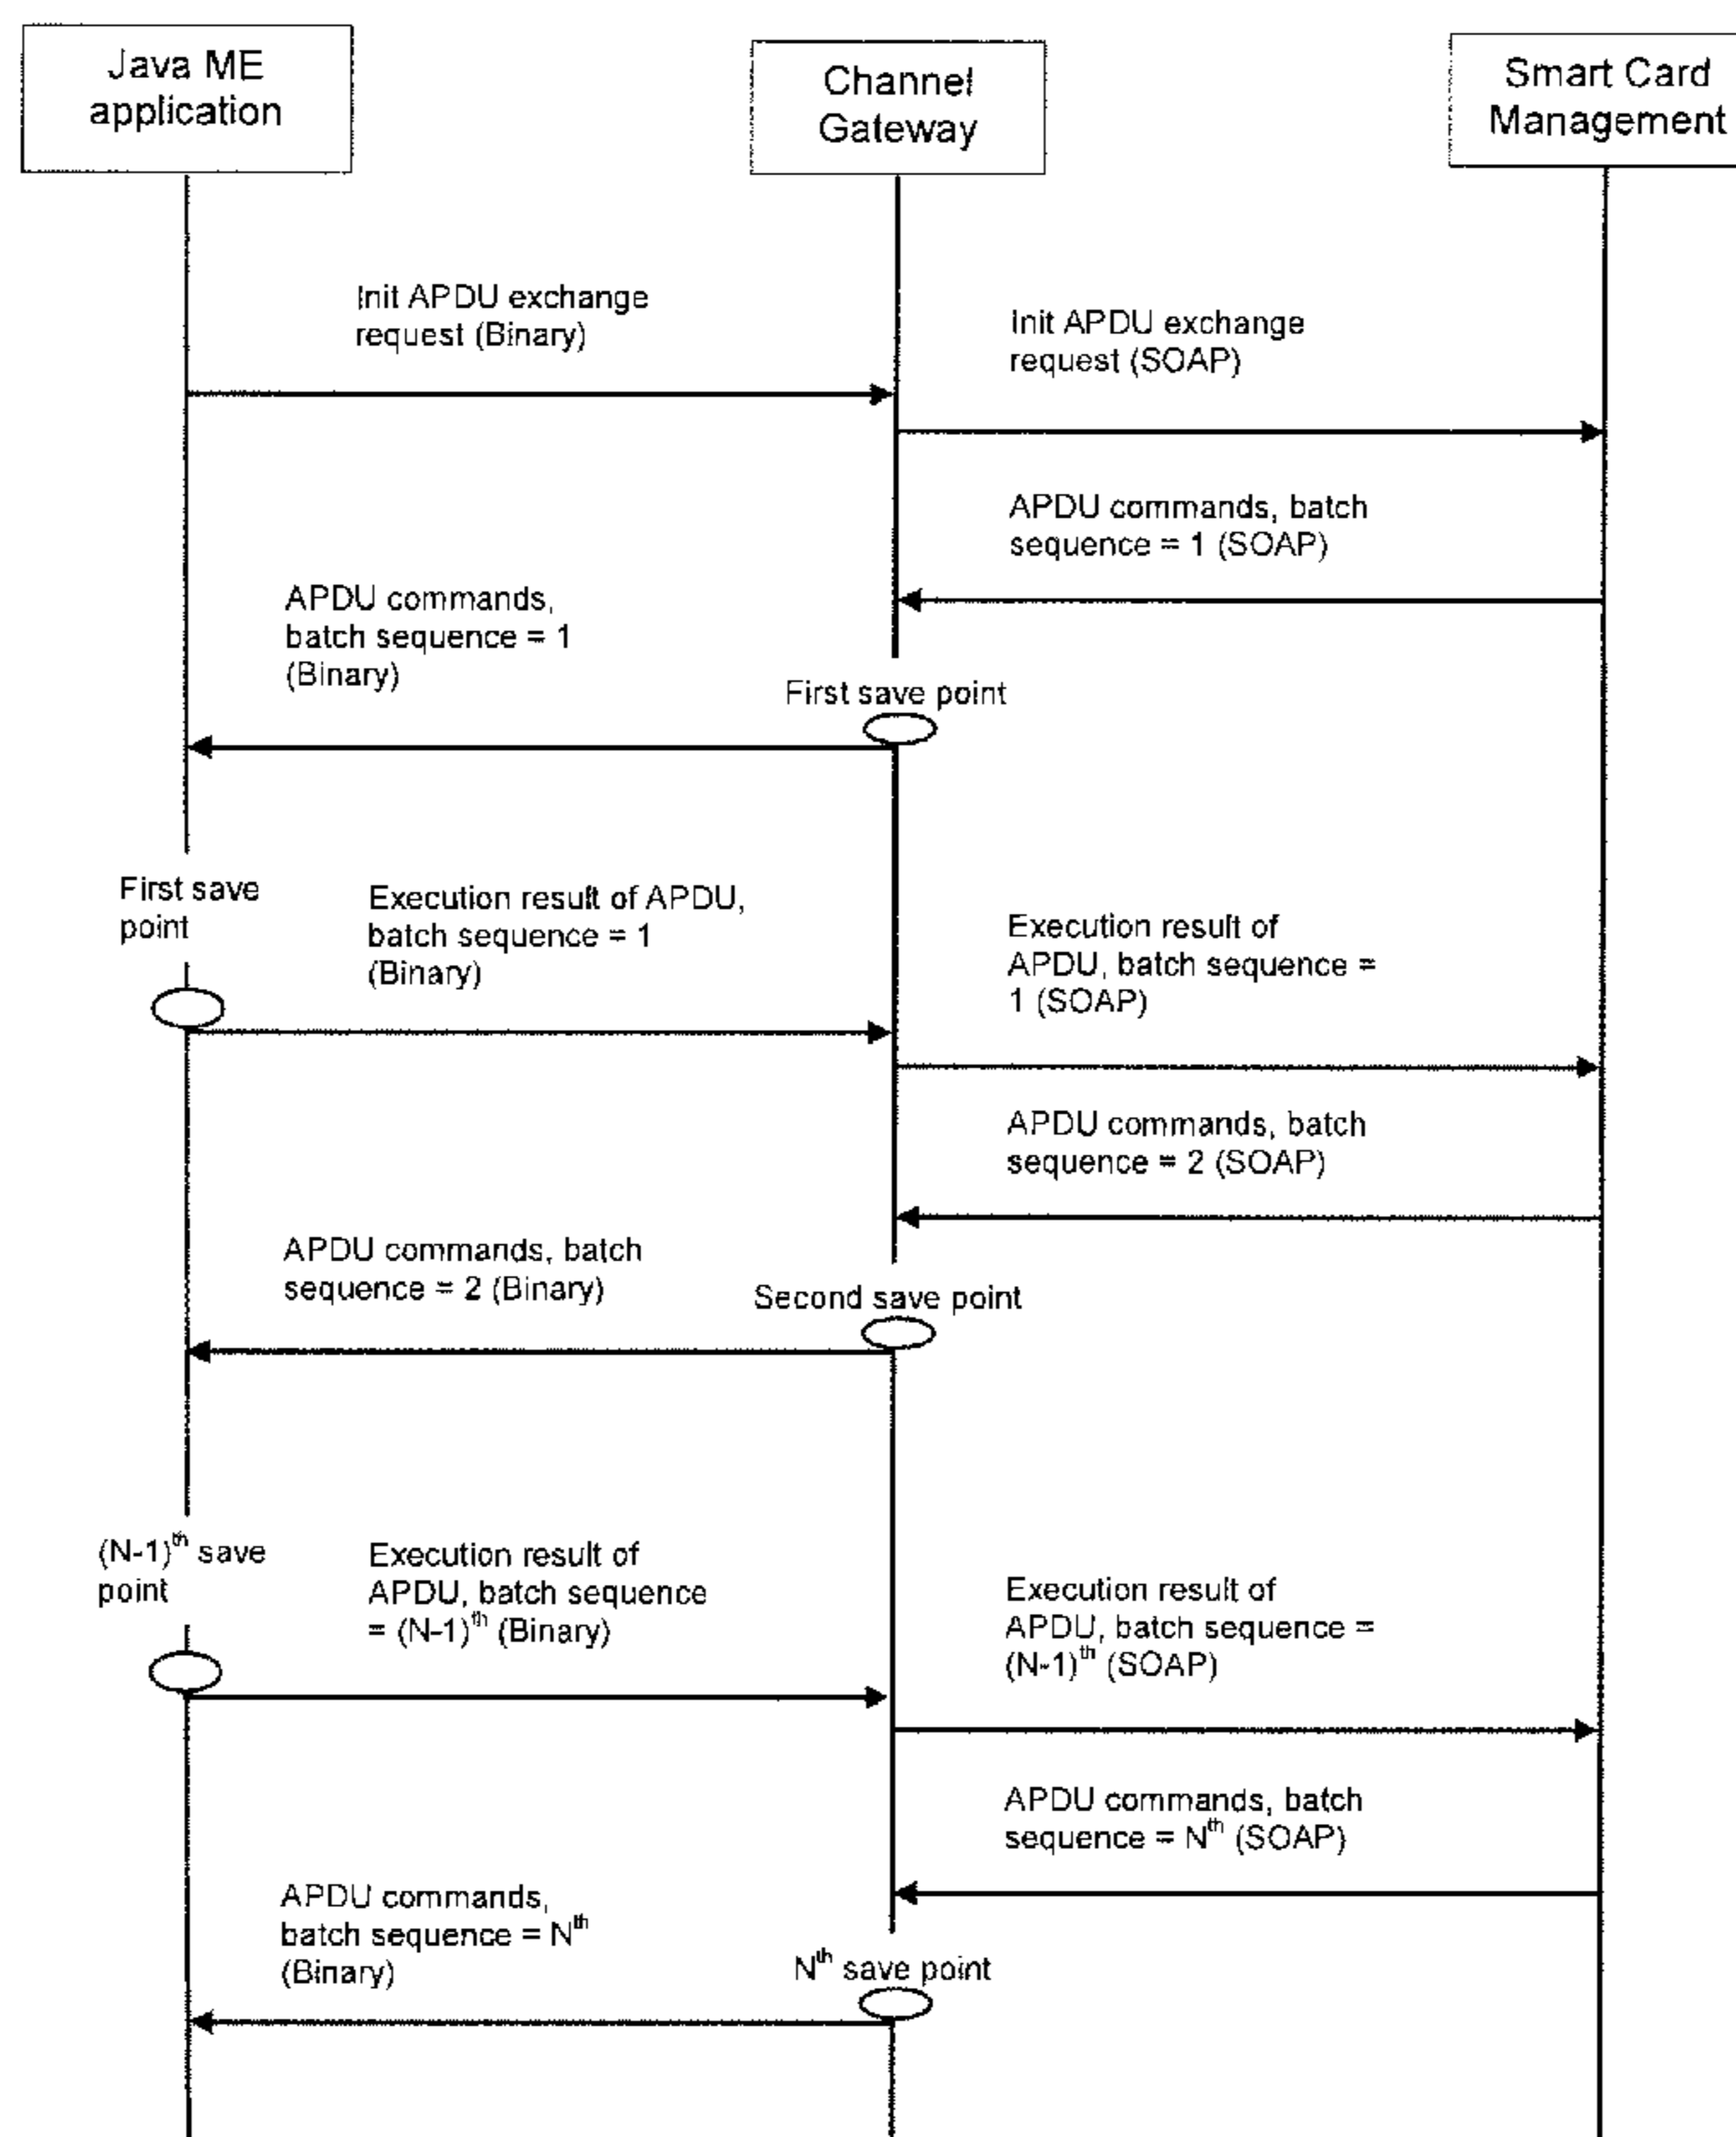 Java ME
application
Channel
Gateway
Smart Card
Management
Init APDU exchange
request (Binary)
Init APDU exchange
request (SOAP)
APDU commands, batch
sequence = 1 (SOAP)
APDU commands,
batch sequence = 1
(Binary)
First save point
First save
point
Execution result of APDU,
batch sequence = 1
(Binary)
Execution result of
APDU, batch sequence =
1 (SOAP)
APDU commands, batch
sequence = 2 (SOAP)
APDU commands, batch
sequence = 2 (Binary)
Second save point
(N-1)th save
point
Execution result of
APDU, batch sequence
= (N-1)th (Binary)
Execution result of
APDU, batch sequence =
(N-1)th (SOAP)
APDU commands, batch
sequence = Nth (SOAP)
APDU commands,
batch sequence = Nth
(Binary)
Nth save point